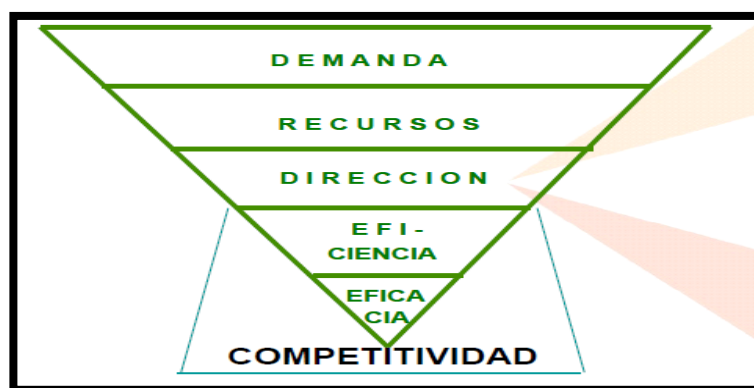 DEMANDA
RECURSOS
DIRECCION
EFI-
CIENCIA
EFICA
CIA
COMPETITIVIDAD